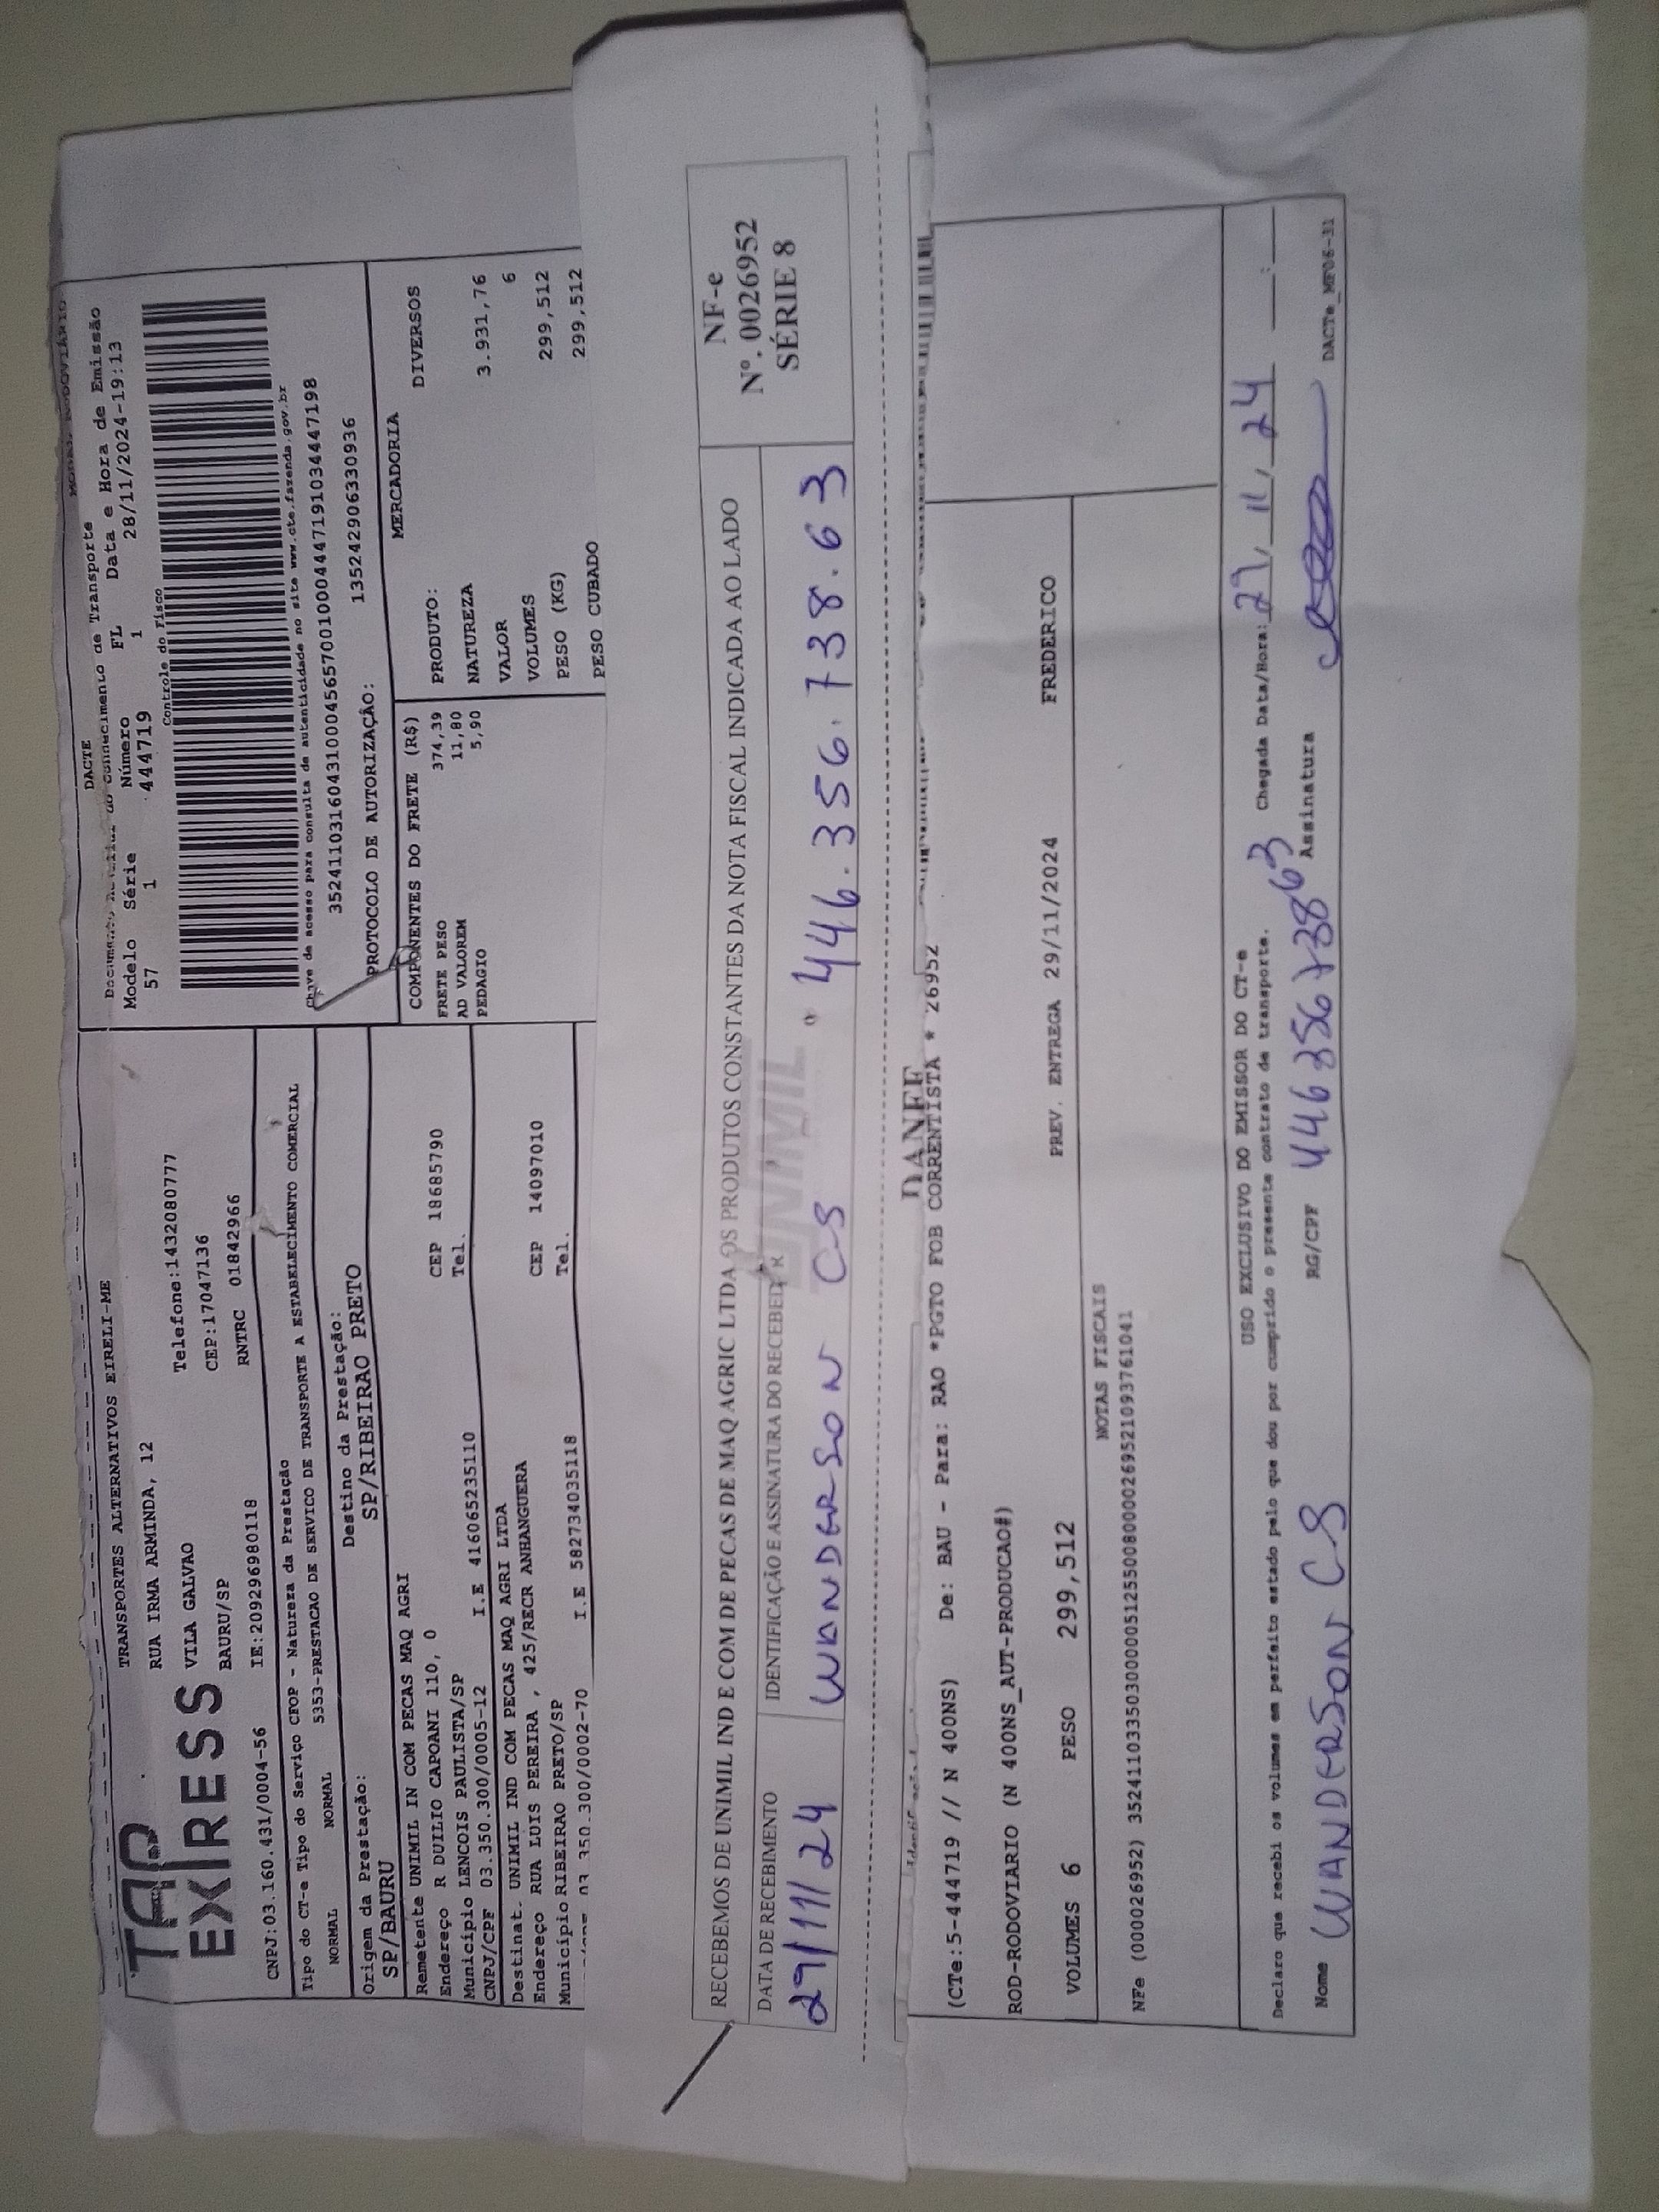 DACTE
TRANSPORTES ALTERNATIVOS EIRELI-ME
RUA IRMA ARMINDA, 12
TAP EXPRESS
VILA GALVAO
Telefone:1432080777
CEP:17047136
BAURU/SP
RNTRC 01842966
CNPJ:03.160.431/0004-56
IE:209296980118
Documento Auxiliar do Conhecimento de Transporte
Modelo Série Número FL Data e Hora de Emissão
57 1 444719 1 28/11/2024-19:13
Controle do Fisco
Chave de acesso para consulta de autenticidade no site www.cte.fazenda.gov.br
PROTOCOLO DE AUTORIZAÇÃO: 135242906330936
Tipo do CT-e Tipo do Serviço CFOP - Natureza da Prestação
NORMAL NORMAL 5353-PRESTACAO DE SERVICO DE TRANSPORTE A ESTABELECIMENTO COMERCIAL
Origem da Prestação: Destino da Prestação:
SP/BAURU SP/RIBEIRAO PRETO
Remetente UNIMIL IN COM PECAS MAQ AGRI
Endereço R DUILIO CAPOANI 110, 0 CEP 18685790
Município LENCOIS PAULISTA/SP Tel.
CNPJ/CPF 03.350.300/0005-12 I.E 416065235110
Destinat. UNIMIL IND COM PECAS MAQ AGRI LTDA
Endereço RUA LUIS PEREIRA , 425/RECR ANHANGUERA CEP 14097010
Município RIBEIRAO PRETO/SP Tel.
03.350.300/0002-70 I.E 582734035118
COMPONENTES DO FRETE (R$)
FRETE PESO 374,39
AD VALOREM 11,80
PEDAGIO 5,90
MERCADORIA
PRODUTO: DIVERSOS
NATUREZA
VALOR 3.931,76
VOLUMES 6
PESO (KG) 299,512
PESO CUBADO 299,512
RECEBEMOS DE UNIMIL IND E COM DE PECAS DE MAQ AGRIC LTDA OS PRODUTOS CONSTANTES DA NOTA FISCAL INDICADA AO LADO
DATA DE RECEBIMENTO
29/11/24
IDENTIFICAÇÃO E ASSINATURA DO RECEBEDOR
WANDERSON CS 446.356.738.63
UNIMIL
NF-e
Nº. 0026952
SÉRIE 8
DANFE
(CTe:5-444719 // N 400NS) De: BAU - Para: RAO *PGTO FOB CORRENTISTA * 26952
ROD-RODOVIARIO (N 400NS_AUT-PRODUCAO#)
VOLUMES 6 PESO 299,512 PREV. ENTREGA 29/11/2024 FREDERICO
NOTAS FISCAIS
NFe (000026952) 35241103350300000512550080000269521093761041
USO EXCLUSIVO DO EMISSOR DO CT-e
Declaro que recebi os volumes em perfeito estado pelo que dou por cumprido o presente contrato de transporte. Chegada Data/Hora: 29/11/24
Nome WANDERSON CS RG/CPF 44635673863 Assinatura
DACTe_MF06-31